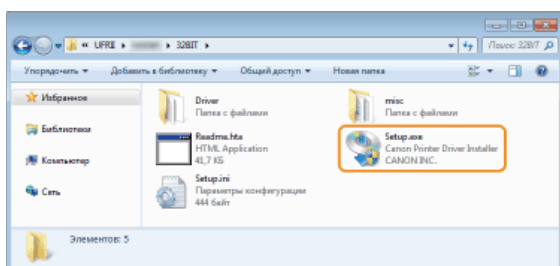 « UFRII ▸ ▸ 32BIT ▸
Поиск: 32BIT
Упорядочить ▾ Добавить в библиотеку ▾ Общий доступ ▾ Новая папка
Избранное
Библиотеки
Компьютер
Сеть
Driver
Папка с файлами
misc
Папка с файлами
Readme.hta
HTML Application
41,7 КБ
Setup.exe
Canon Printer Driver Installer
CANON INC.
Setup.ini
Параметры конфигурации
444 байт
Элементов: 5